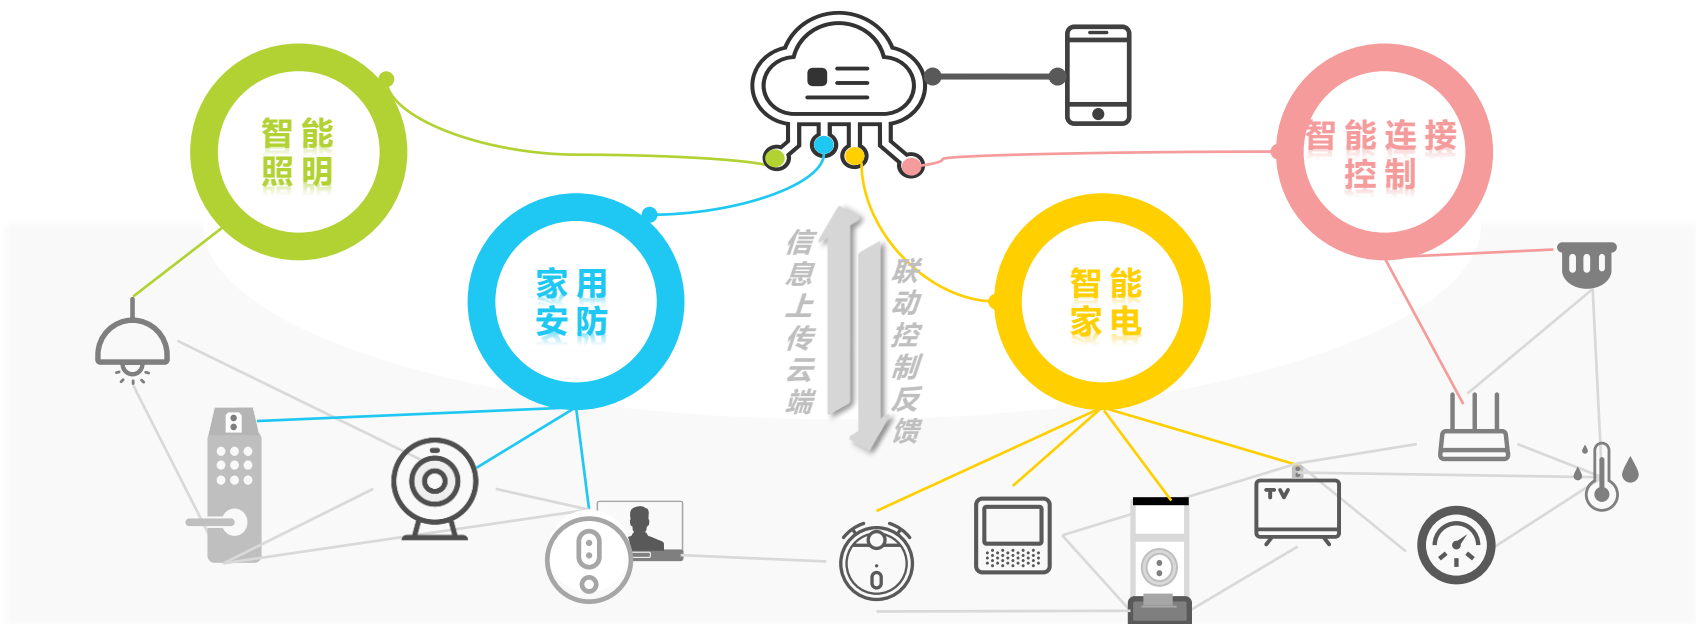 智能
照明
家用
安防
信息上传云端
联动控制反馈
智能
家电
智能连接
控制
TV